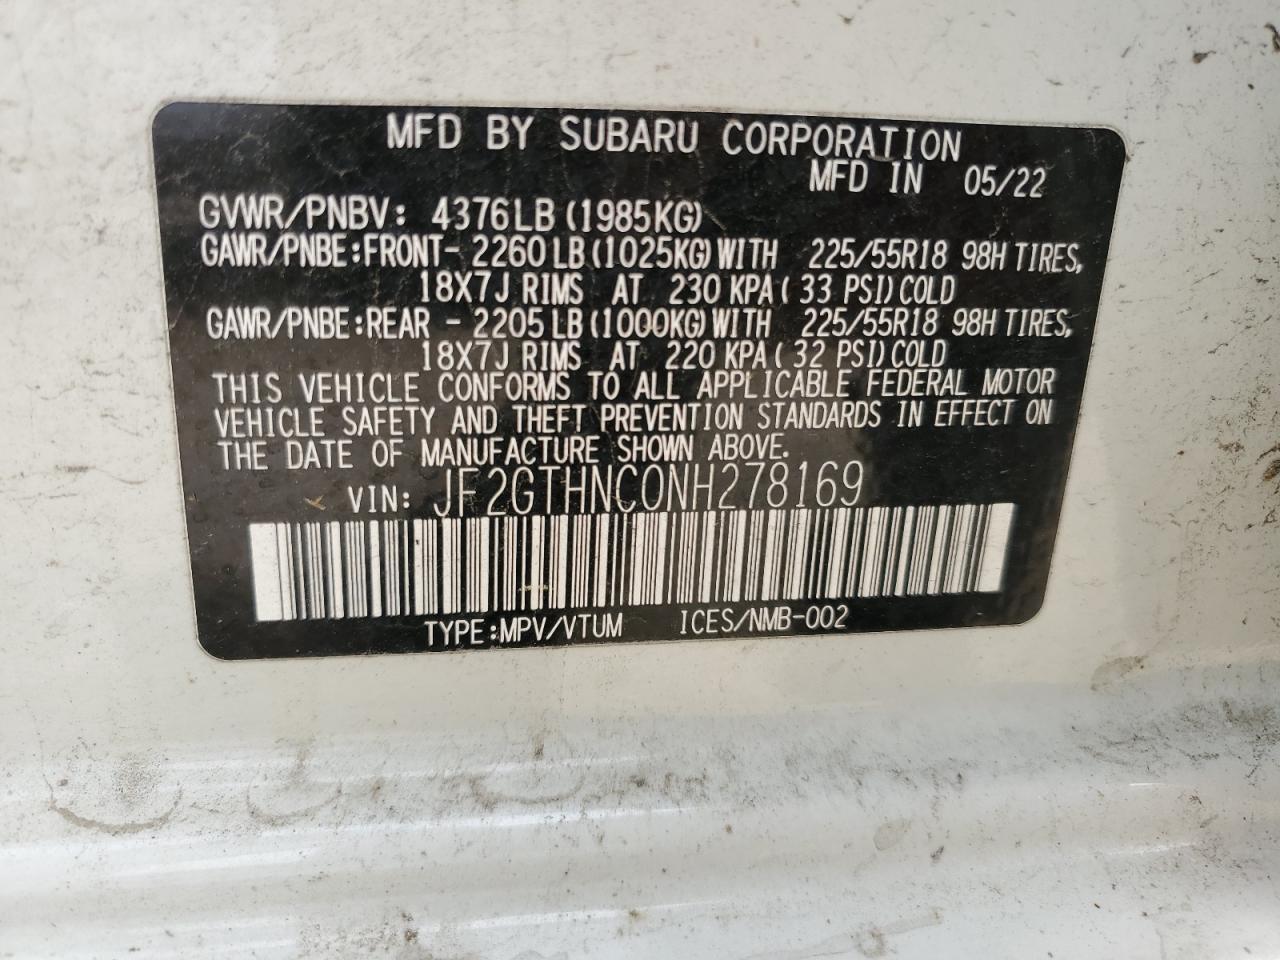 MFD BY SUBARU CORPORATION
MFD IN 05/22
GVWR/PNBV: 4376LB (1985KG)
GAWR/PNBE:FRONT- 2260LB(1025KG)WITH 225/55R18 98H TIRES,
18X7J RIMS AT 230 KPA( 33 PSI)COLD
GAWR/PNBE:REAR - 2205LB(1000KG)WITH 225/55R18 98H TIRES,
18X7J RIMS AT 220 KPA( 32 PSI)COLD
THIS VEHICLE CONFORMS TO ALL APPLICABLE FEDERAL MOTOR
VEHICLE SAFETY AND THEFT PREVENTION STANDARDS IN EFFECT ON
THE DATE OF MANUFACTURE SHOWN ABOVE.
VIN: JF2GTHNC0NH278169
TYPE:MPV/VTUM ICES/NMB-002